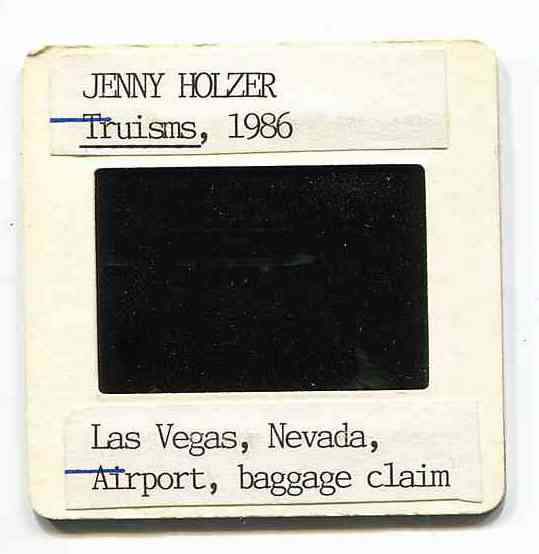 JENNY HOLZER
Truisms, 1986
Las Vegas, Nevada,
Airport, baggage claim